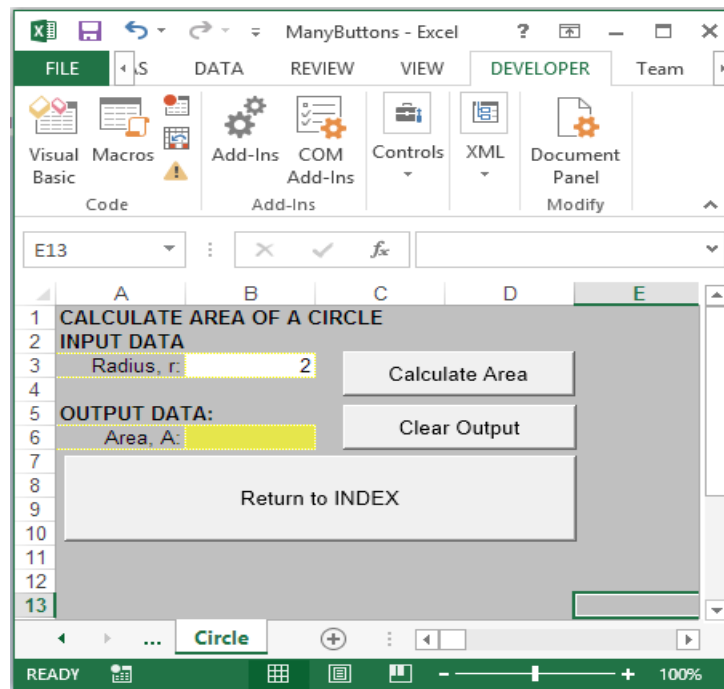 ManyButtons - Excel ?
FILE AS DATA REVIEW VIEW DEVELOPER Team
Visual Basic
Macros
Add-Ins
COM Add-Ins
Controls
XML
Document Panel
Code Add-Ins Modify
E13 fx
A B C D E
1 CALCULATE AREA OF A CIRCLE
2 INPUT DATA
3 Radius, r: 2
Calculate Area
4
5 OUTPUT DATA:
Clear Output
6 Area, A:
7
8
Return to INDEX
9
10
11
12
13
... Circle
READY 100%